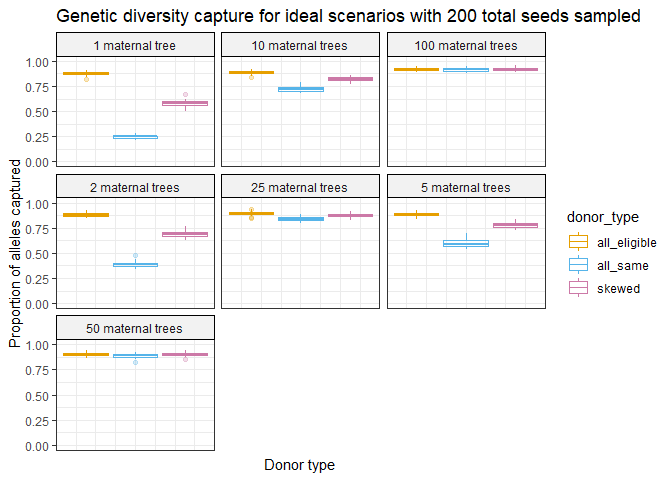 Genetic diversity capture for ideal scenarios with 200 total seeds sampled
1 maternal tree
10 maternal trees
100 maternal trees
1.00
0.75
0.50
0.25
0.00
2 maternal trees
25 maternal trees
5 maternal trees
1.00
0.75
0.50
0.25
0.00
50 maternal trees
1.00
0.75
0.50
0.25
0.00
Proportion of alleles captured
Donor type
donor_type
all_eligible
all_same
skewed